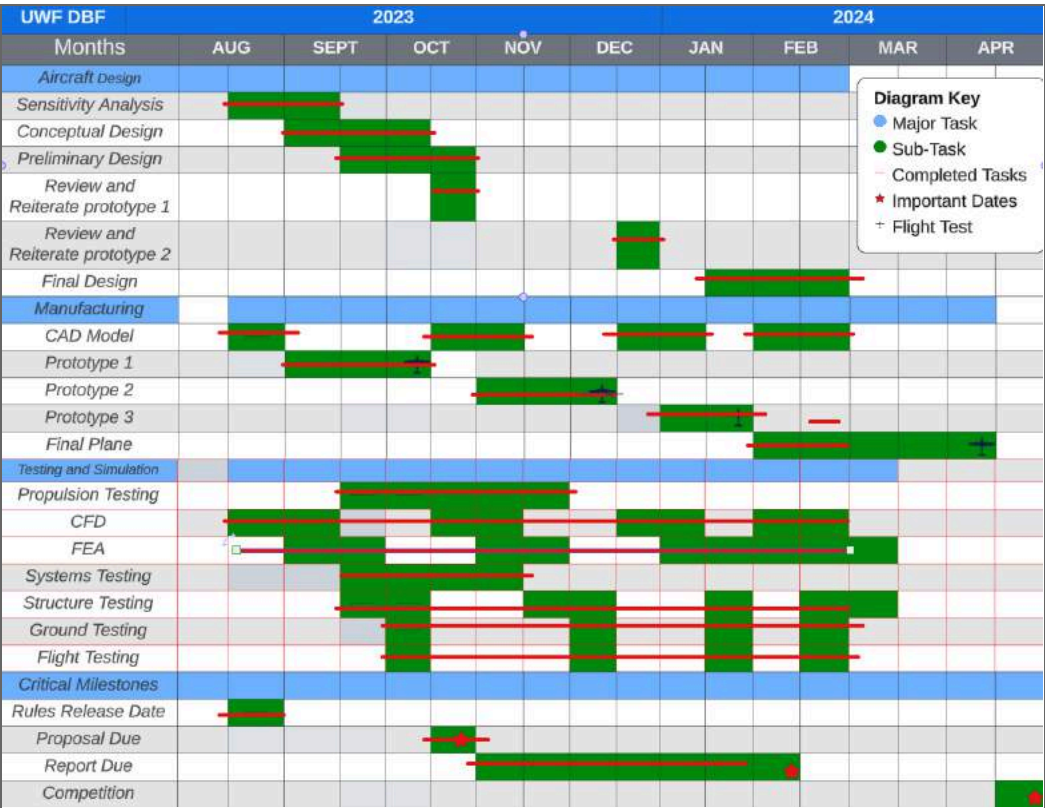 UWF DBF 2023 2024
Months AUG SEPT OCT NOV DEC JAN FEB MAR APR
Aircraft Design
Sensitivity Analysis
Conceptual Design
Preliminary Design
Review and
Reiterate prototype 1
Review and
Reiterate prototype 2
Final Design
Manufacturing
CAD Model
Prototype 1
Prototype 2
Prototype 3
Final Plane
Testing and Simulation
Propulsion Testing
CFD
FEA
Systems Testing
Structure Testing
Ground Testing
Flight Testing
Critical Milestones
Rules Release Date
Proposal Due
Report Due
Competition
Diagram Key
Major Task
Sub-Task
Completed Tasks
Important Dates
Flight Test